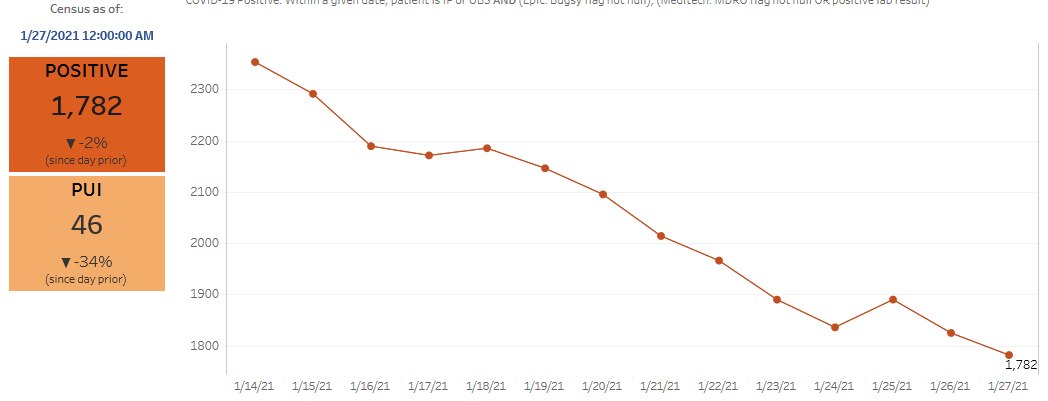 Census as of:
COVID-19 Positive: Within a given date, patient is IP or OBS AND (Epic: Bugsy flag not null), (Meditech: MDRO flag not null OR positive lab result)
1/27/2021 12:00:00 AM
POSITIVE
1,782
▼-2%
(since day prior)
PUI
46
▼-34%
(since day prior)
2300
2200
2100
2000
1900
1800
1,782
1/14/21 1/15/21 1/16/21 1/17/21 1/18/21 1/19/21 1/20/21 1/21/21 1/22/21 1/23/21 1/24/21 1/25/21 1/26/21 1/27/21